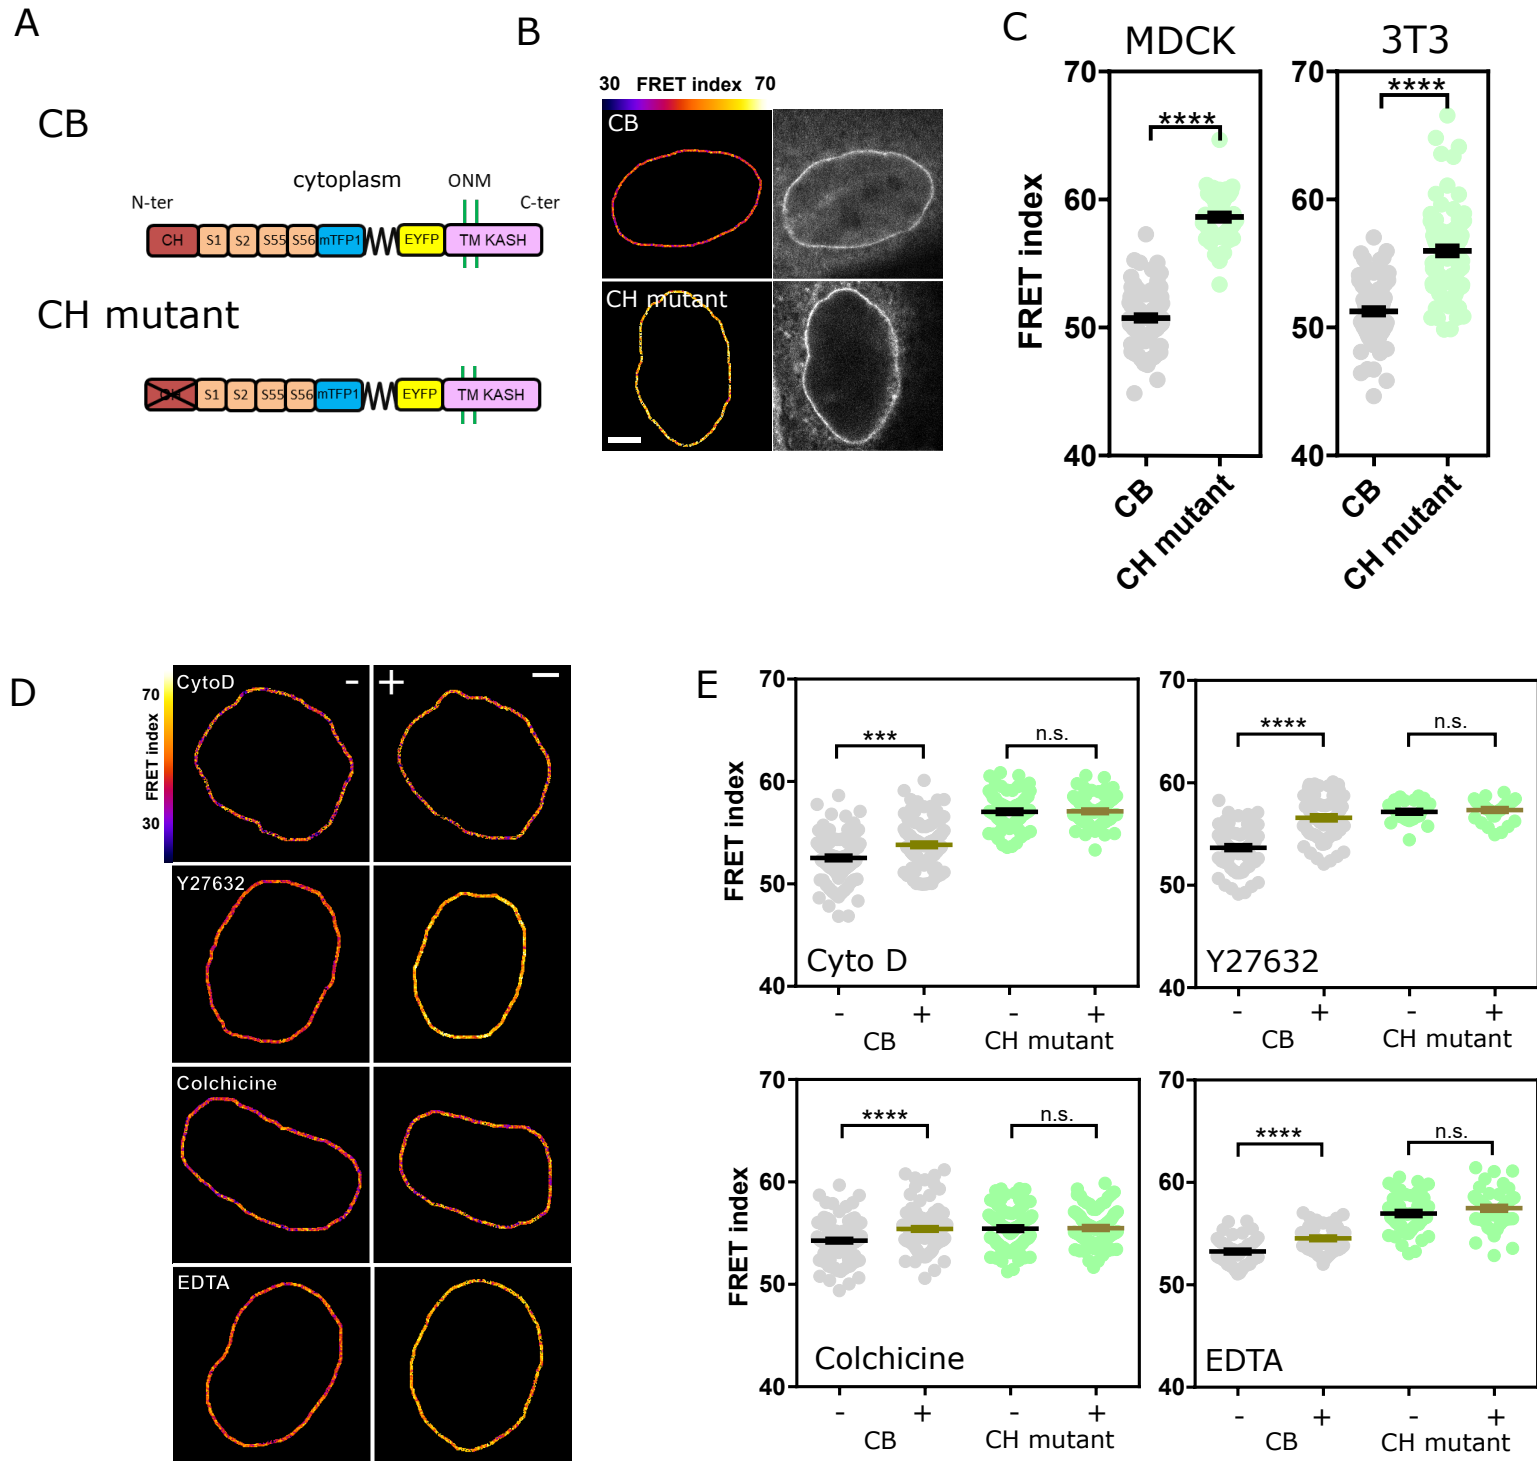 A
CB
cytoplasm
ONM
N-ter
C-ter
CH S1 S2 S55 S56 mTFP1 EYFP TM KASH
CH mutant
S1 S2 S55 S56 mTFP1 EYFP TM KASH
B
30 FRET index 70
CB
CH mutant
C
MDCK
3T3
FRET index
70
60
50
40
****
CB
CH mutant
70
60
50
40
****
CB
CH mutant
D
70
FRET index
30
CytoD
- +
Y27632
Colchicine
EDTA
E
FRET index
70
60
50
40
***
n.s.
Cyto D
- + - +
CB CH mutant
70
60
50
40
****
n.s.
Y27632
- + - +
CB CH mutant
FRET index
70
60
50
40
****
n.s.
Colchicine
- + - +
CB CH mutant
70
60
50
40
****
n.s.
EDTA
- + - +
CB CH mutant